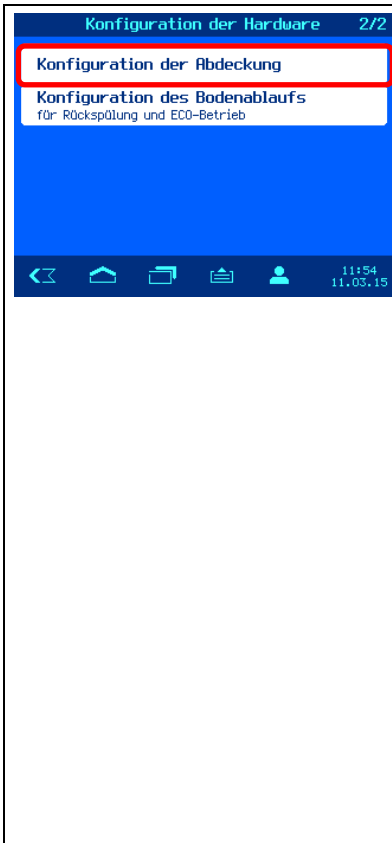 Konfiguration der Hardware 2/2
Konfiguration der Abdeckung
Konfiguration des Bodenablaufs
für Rückspülung und ECO-Betrieb
11:54
11.03.15